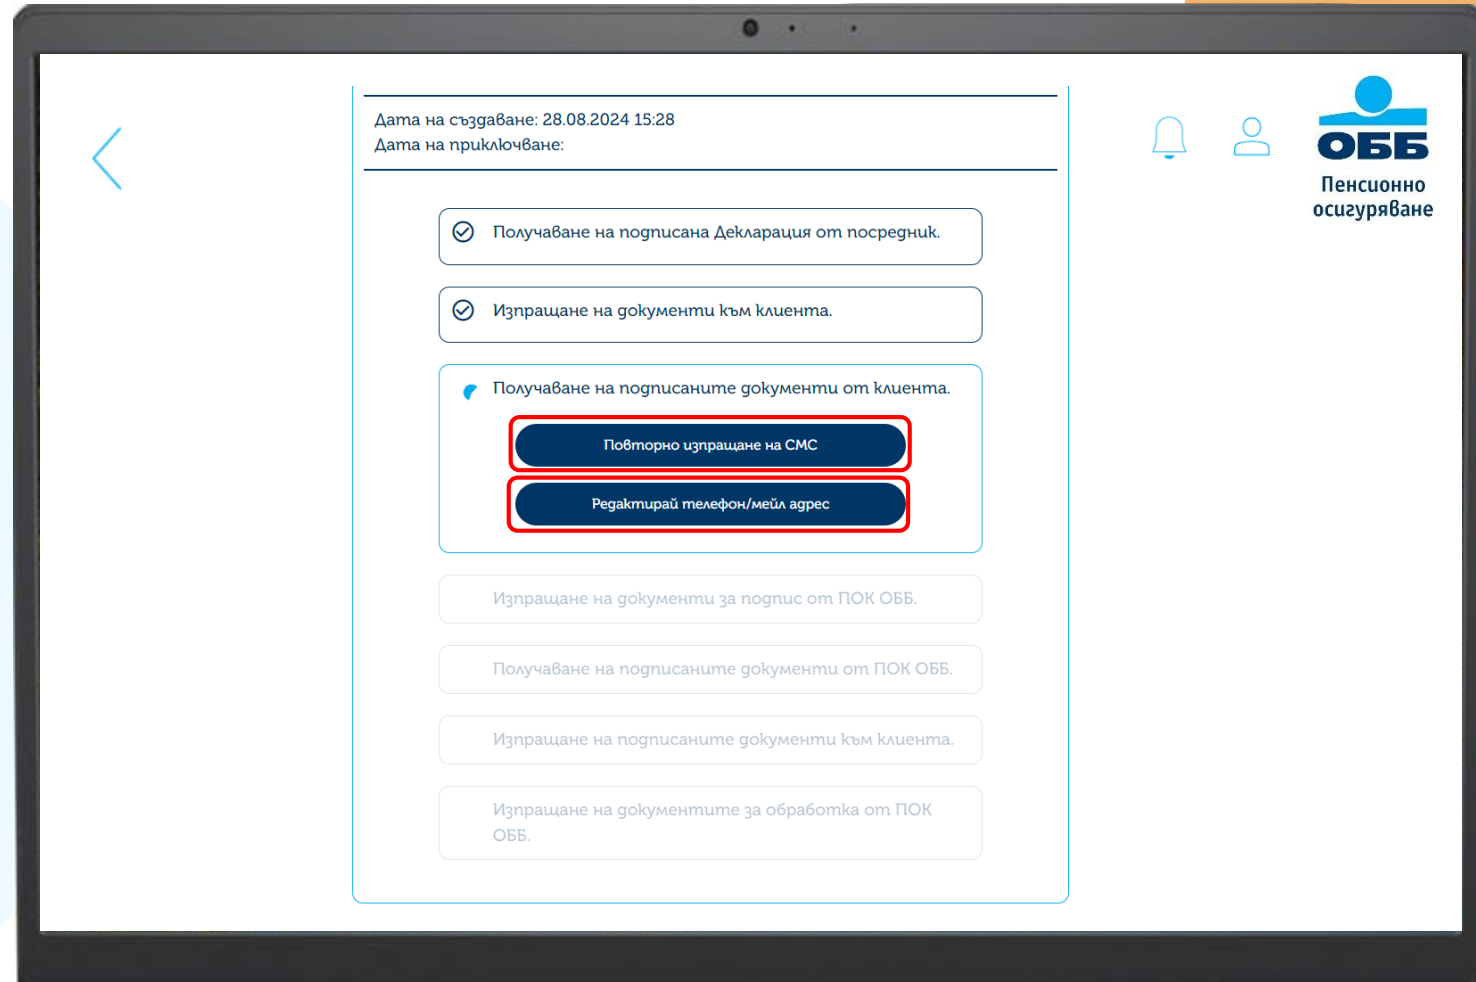 Дата на създаване: 28.08.2024 15:28
Дата на приключване:
ОББ
Пенсионно
осигуряване
Получаване на подписана Декларация от посредник.
Изпращане на документи към клиента.
Получаване на подписаните документи от клиента.
Повторно изпращане на СМС
Редактирай телефон/мейл адрес
Изпращане на документи за подпис от ПОК ОББ.
Получаване на подписаните документи от ПОК ОББ.
Изпращане на подписаните документи към клиента.
Изпращане на документите за обработка от ПОК
ОББ.